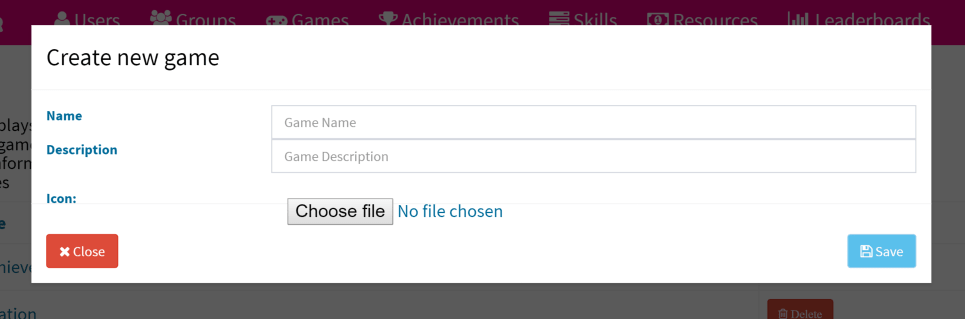 Users Groups Games Achievements Skills Resources Leaderboards
Create new game
Name
Game Name
Description
Game Description
Icon:
Choose file No file chosen
Close
Save
Delete